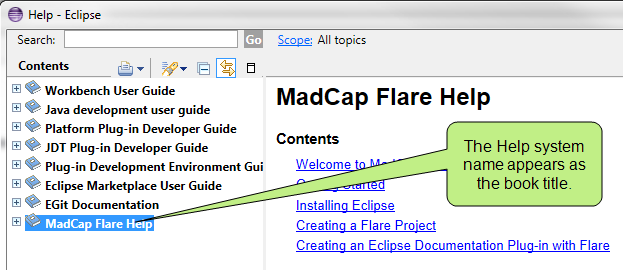 Help - Eclipse
Search: Go Scope: All topics
Contents
Workbench User Guide
Java development user guide
Platform Plug-in Developer Guide
JDT Plug-in Developer Guide
Plug-in Development Environment Gui
Eclipse Marketplace User Guide
EGit Documentation
MadCap Flare Help
MadCap Flare Help
Contents
Welcome to Mad
Started
Installing Eclipse
Creating a Flare Project
Creating an Eclipse Documentation Plug-in with Flare
The Help system
name appears as
the book title.